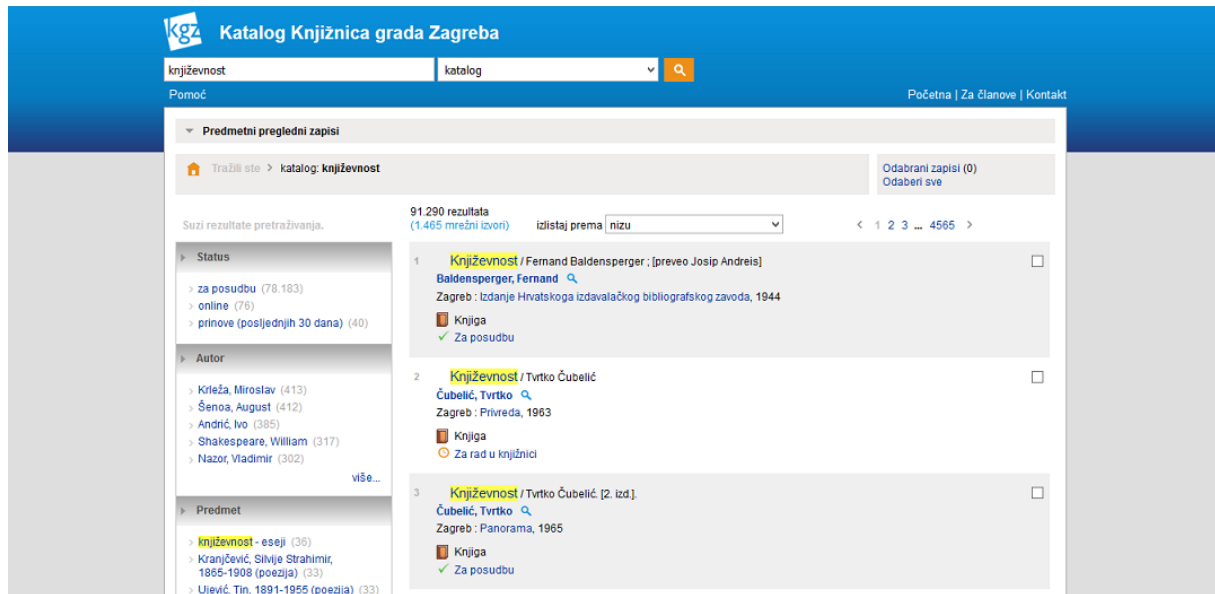 kgz Katalog Knjižnica grada Zagreba
književnost katalog
Pomoć Početna | Za članove | Kontakt
Predmetni pregledni zapisi
Tražili ste > katalog: književnost
Odabrani zapisi (0)
Odaberi sve
Suzi rezultate pretraživanja.
91.290 rezultata
(1.465 mrežni izvori) izlistaj prema nizu < 1 2 3 ... 4565 >
Status
> za posudbu (78.183)
> online (76)
> prinove (posljednjih 30 dana) (40)
Autor
> Krleža, Miroslav (413)
> Šenoa, August (412)
> Andrić, Ivo (385)
> Shakespeare, William (317)
> Nazor, Vladimir (302)
više...
Predmet
> književnost - eseji (36)
> Kranjčević, Silvije Strahimir,
1865-1908 (poezija) (33)
> Ujević, Tin, 1891-1955 (poezija) (33)
1 Književnost / Fernand Baldensperger ; [preveo Josip Andreis]
Baldensperger, Fernand
Zagreb : Izdanje Hrvatskoga izdavalačkog bibliografskog zavoda, 1944
Knjiga
Za posudbu
2 Književnost / Tvrtko Čubelić
Čubelić, Tvrtko
Zagreb : Privreda, 1963
Knjiga
Za rad u knjižnici
3 Književnost / Tvrtko Čubelić. [2. izd.].
Čubelić, Tvrtko
Zagreb : Panorama, 1965
Knjiga
Za posudbu